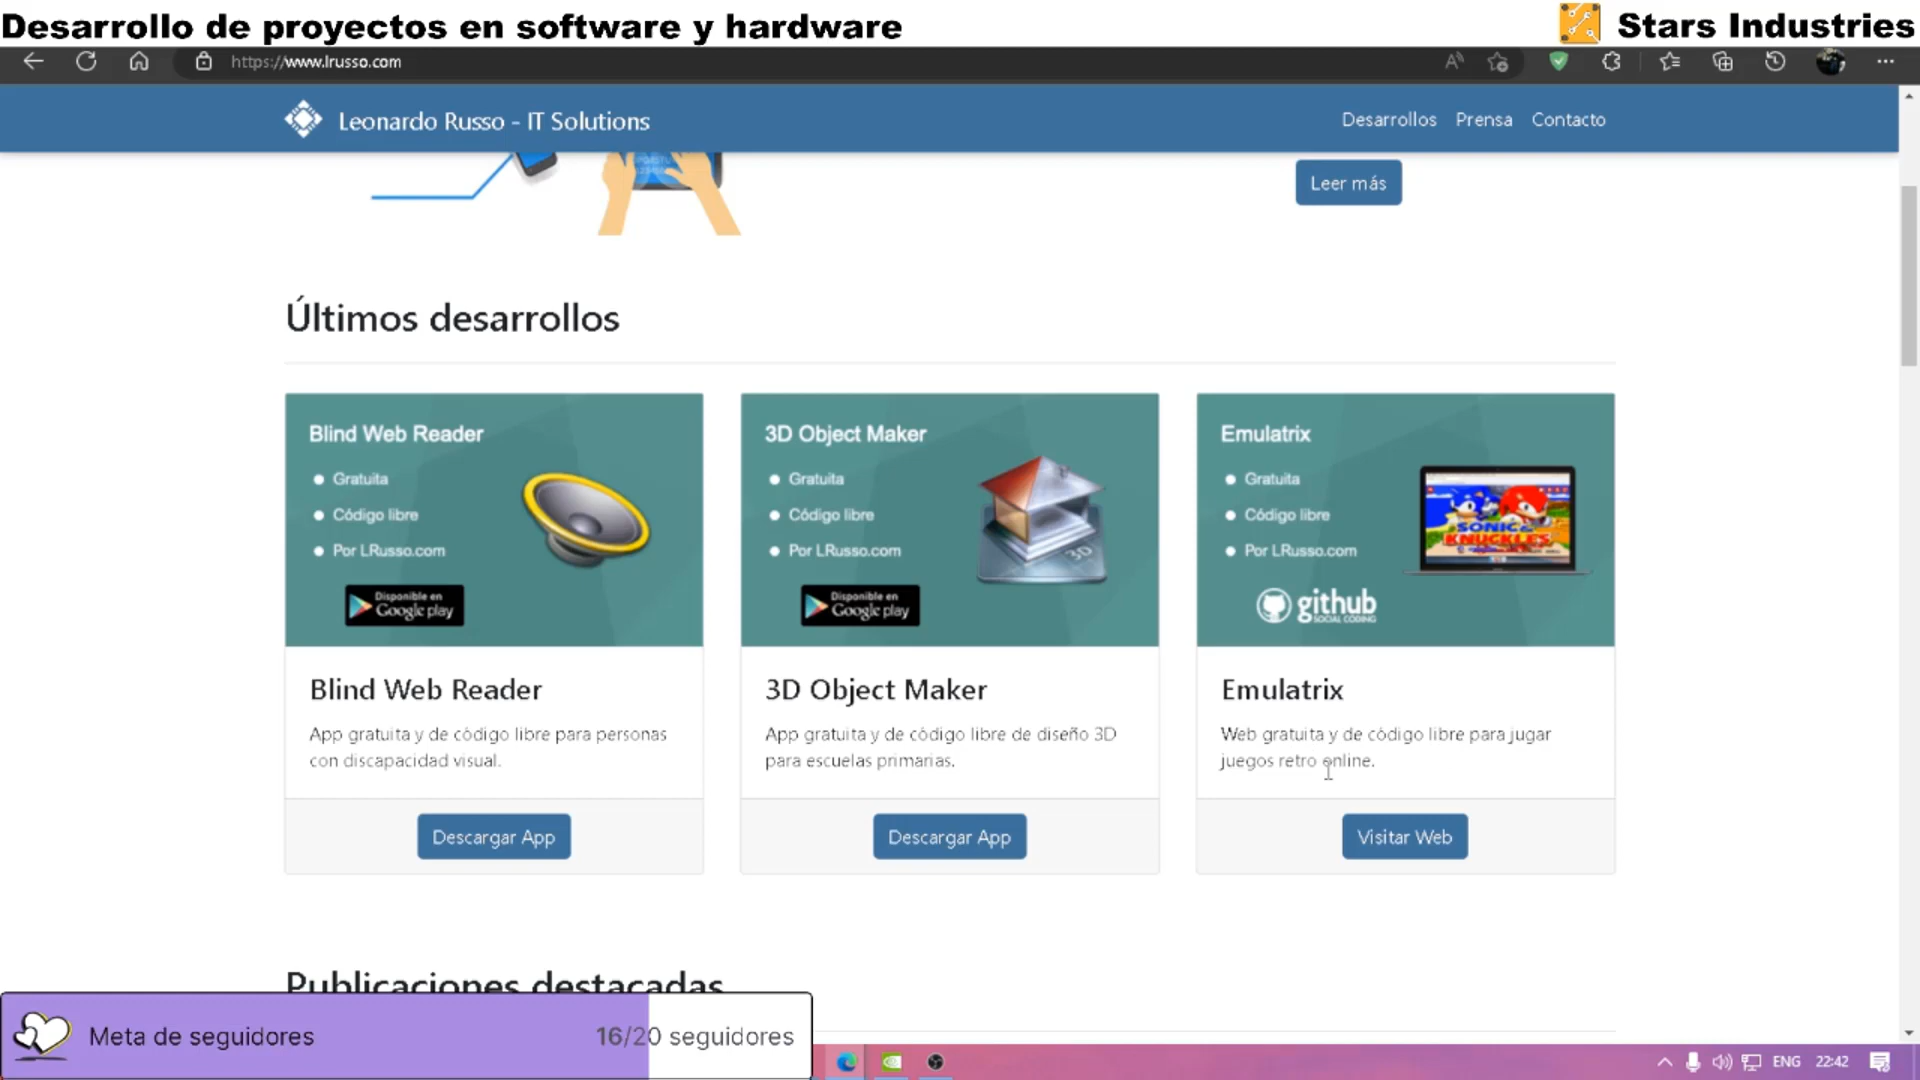 Desarrollo de proyectos en software y hardware
Stars Industries
https://www.lrusso.com
Leonardo Russo - IT Solutions
Desarrollos
Prensa
Contacto
Leer más
Últimos desarrollos
Blind Web Reader
Gratuita
Código libre
Por LRusso.com
Disponible en
Google play
3D Object Maker
Gratuita
Código libre
Por LRusso.com
Disponible en
Google play
3D
Emulatrix
Gratuita
Código libre
Por LRusso.com
github
SOCIAL CODING
SONIC &
KNUCKLES
Blind Web Reader
App gratuita y de código libre para personas
con discapacidad visual.
Descargar App
3D Object Maker
App gratuita y de código libre de diseño 3D
para escuelas primarias.
Descargar App
Emulatrix
Web gratuita y de código libre para jugar
juegos retro online.
Visitar Web
Publicaciones destacadas
Meta de seguidores
16/20 seguidores
ENG
22:42